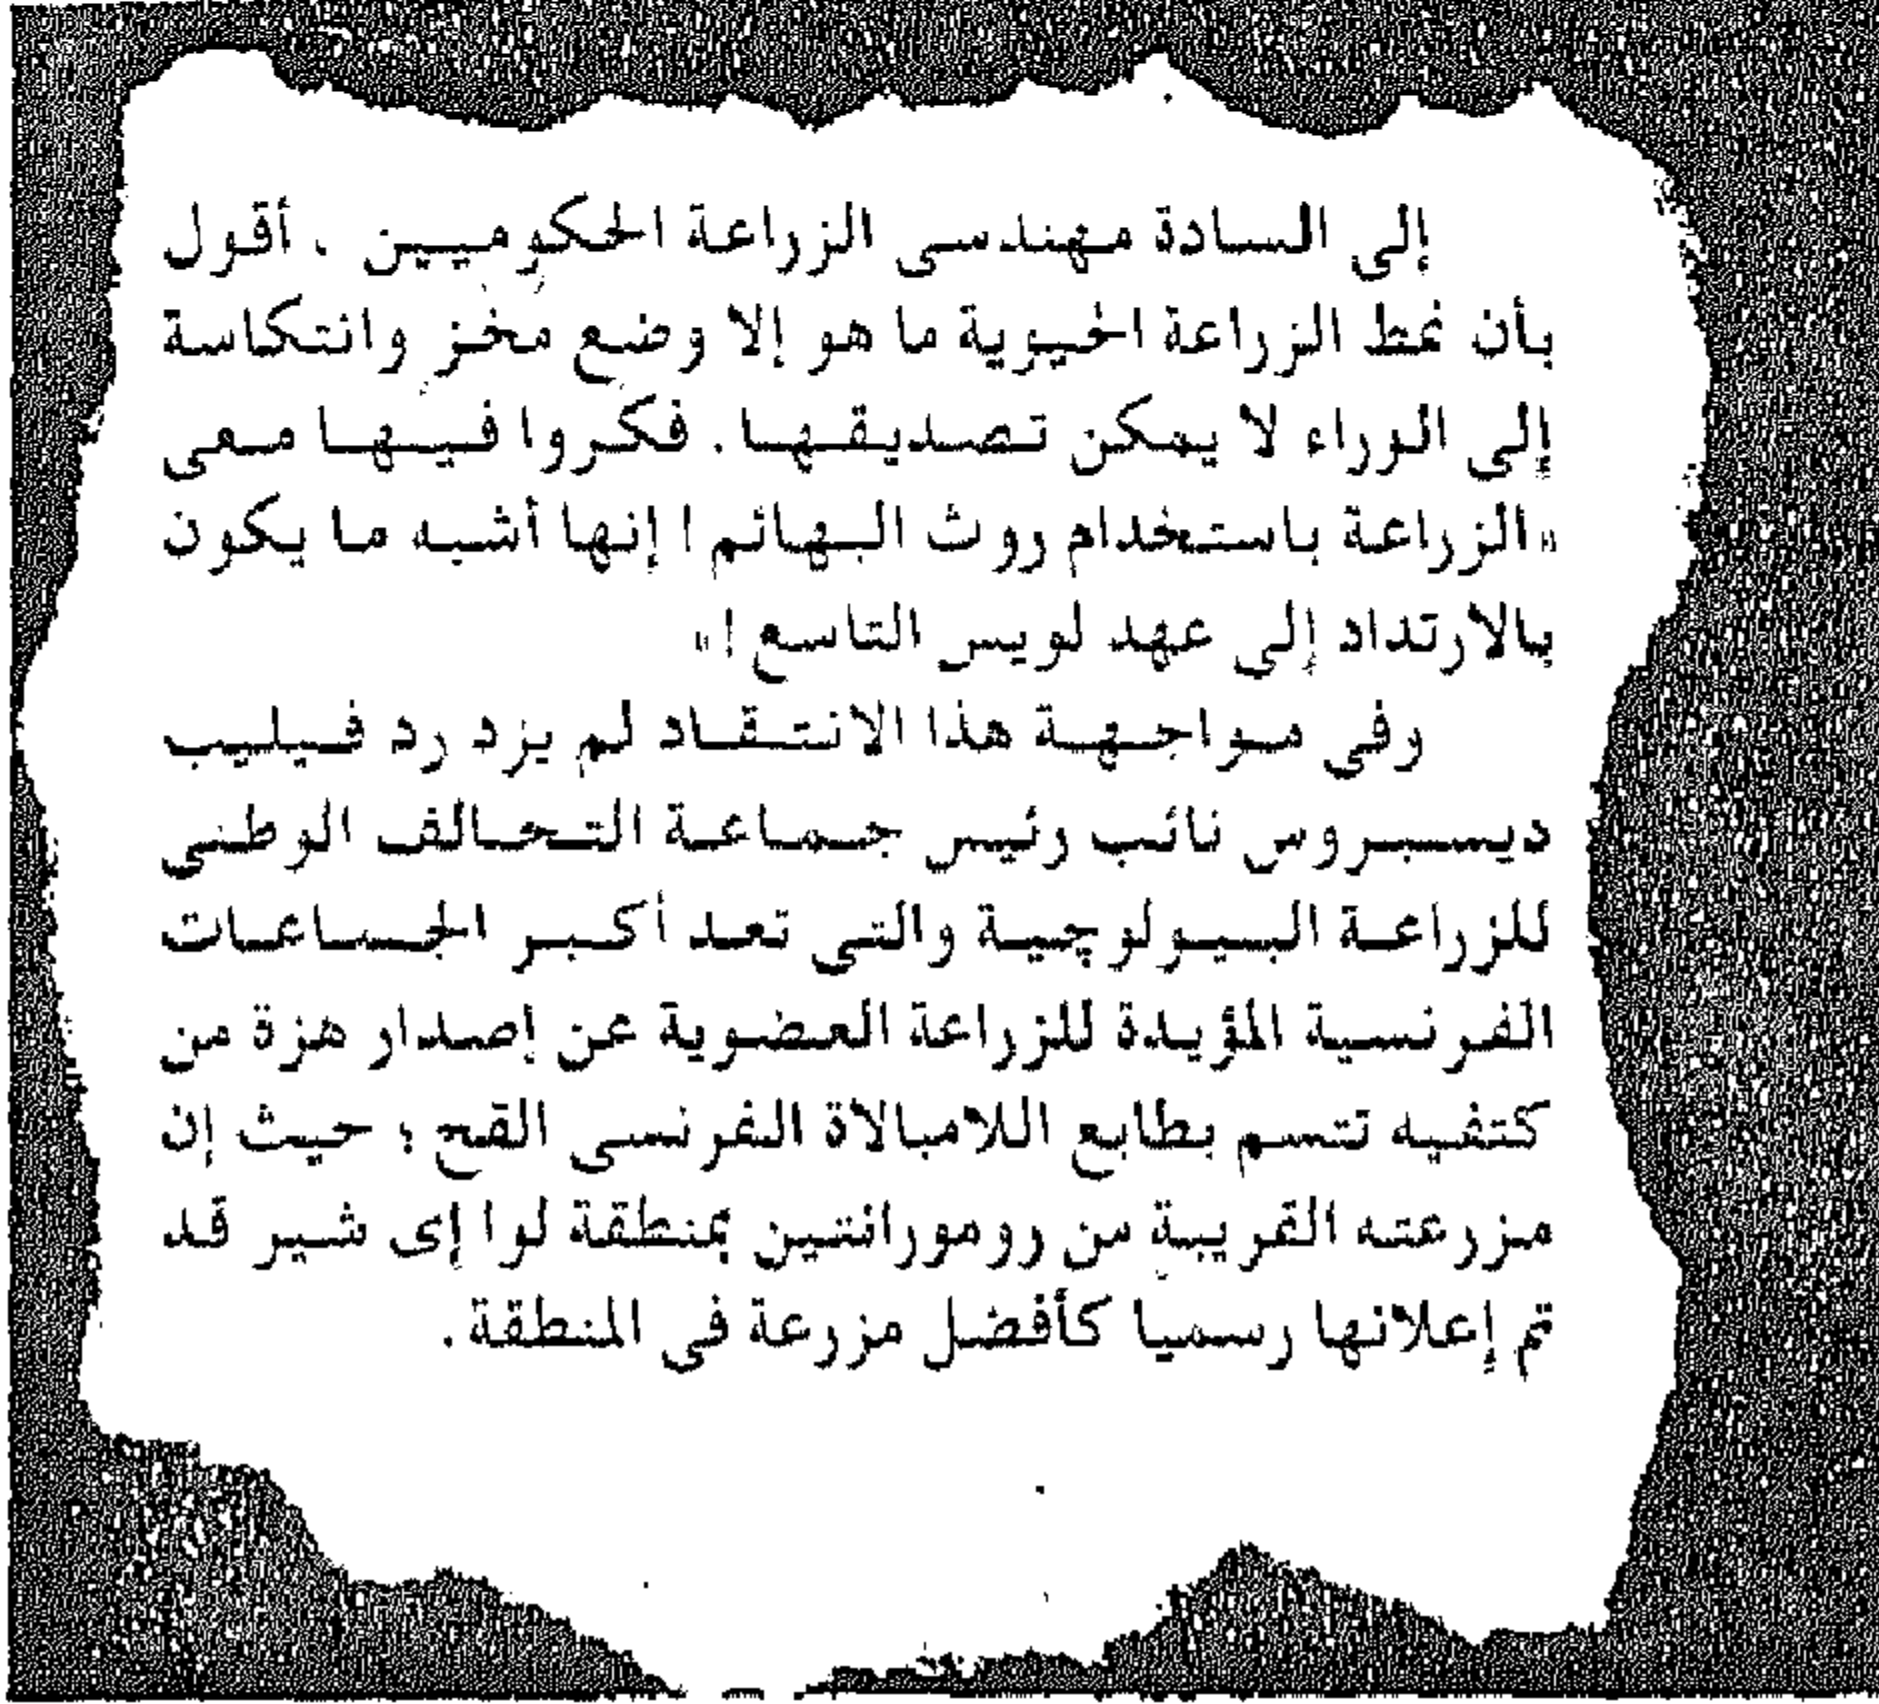 إلى السادة مهندسى الزراعة الحكوميين ، أقول
بأن نمط الزراعة الحيوية ما هو إلا وضع مخزٍ وانتكاسة
إلى الوراء لا يمكن تصديقها . فكروا فيها معى
«الزراعة باستخدام روث البهائم ! إنها أشبه ما يكون
بالارتداد إلى عهد لويس التاسع !»
وفى مواجهة هذا الانتقاد لم يزد رد فيليب
ديسبروس نائب رئيس جماعة التحالف الوطنى
للزراعة البيولوچية والتى تعد أكبر الجماعات
الفرنسية المؤيدة للزراعة العضوية عن إصدار هزة من
كتفيه تتسم بطابع اللامبالاة الفرنسى القح ؛ حيث إن
مزرعته القريبة من رومورانتين بمنطقة لوا إى شير قد
تم إعلانها رسميا كأفضل مزرعة فى المنطقة .